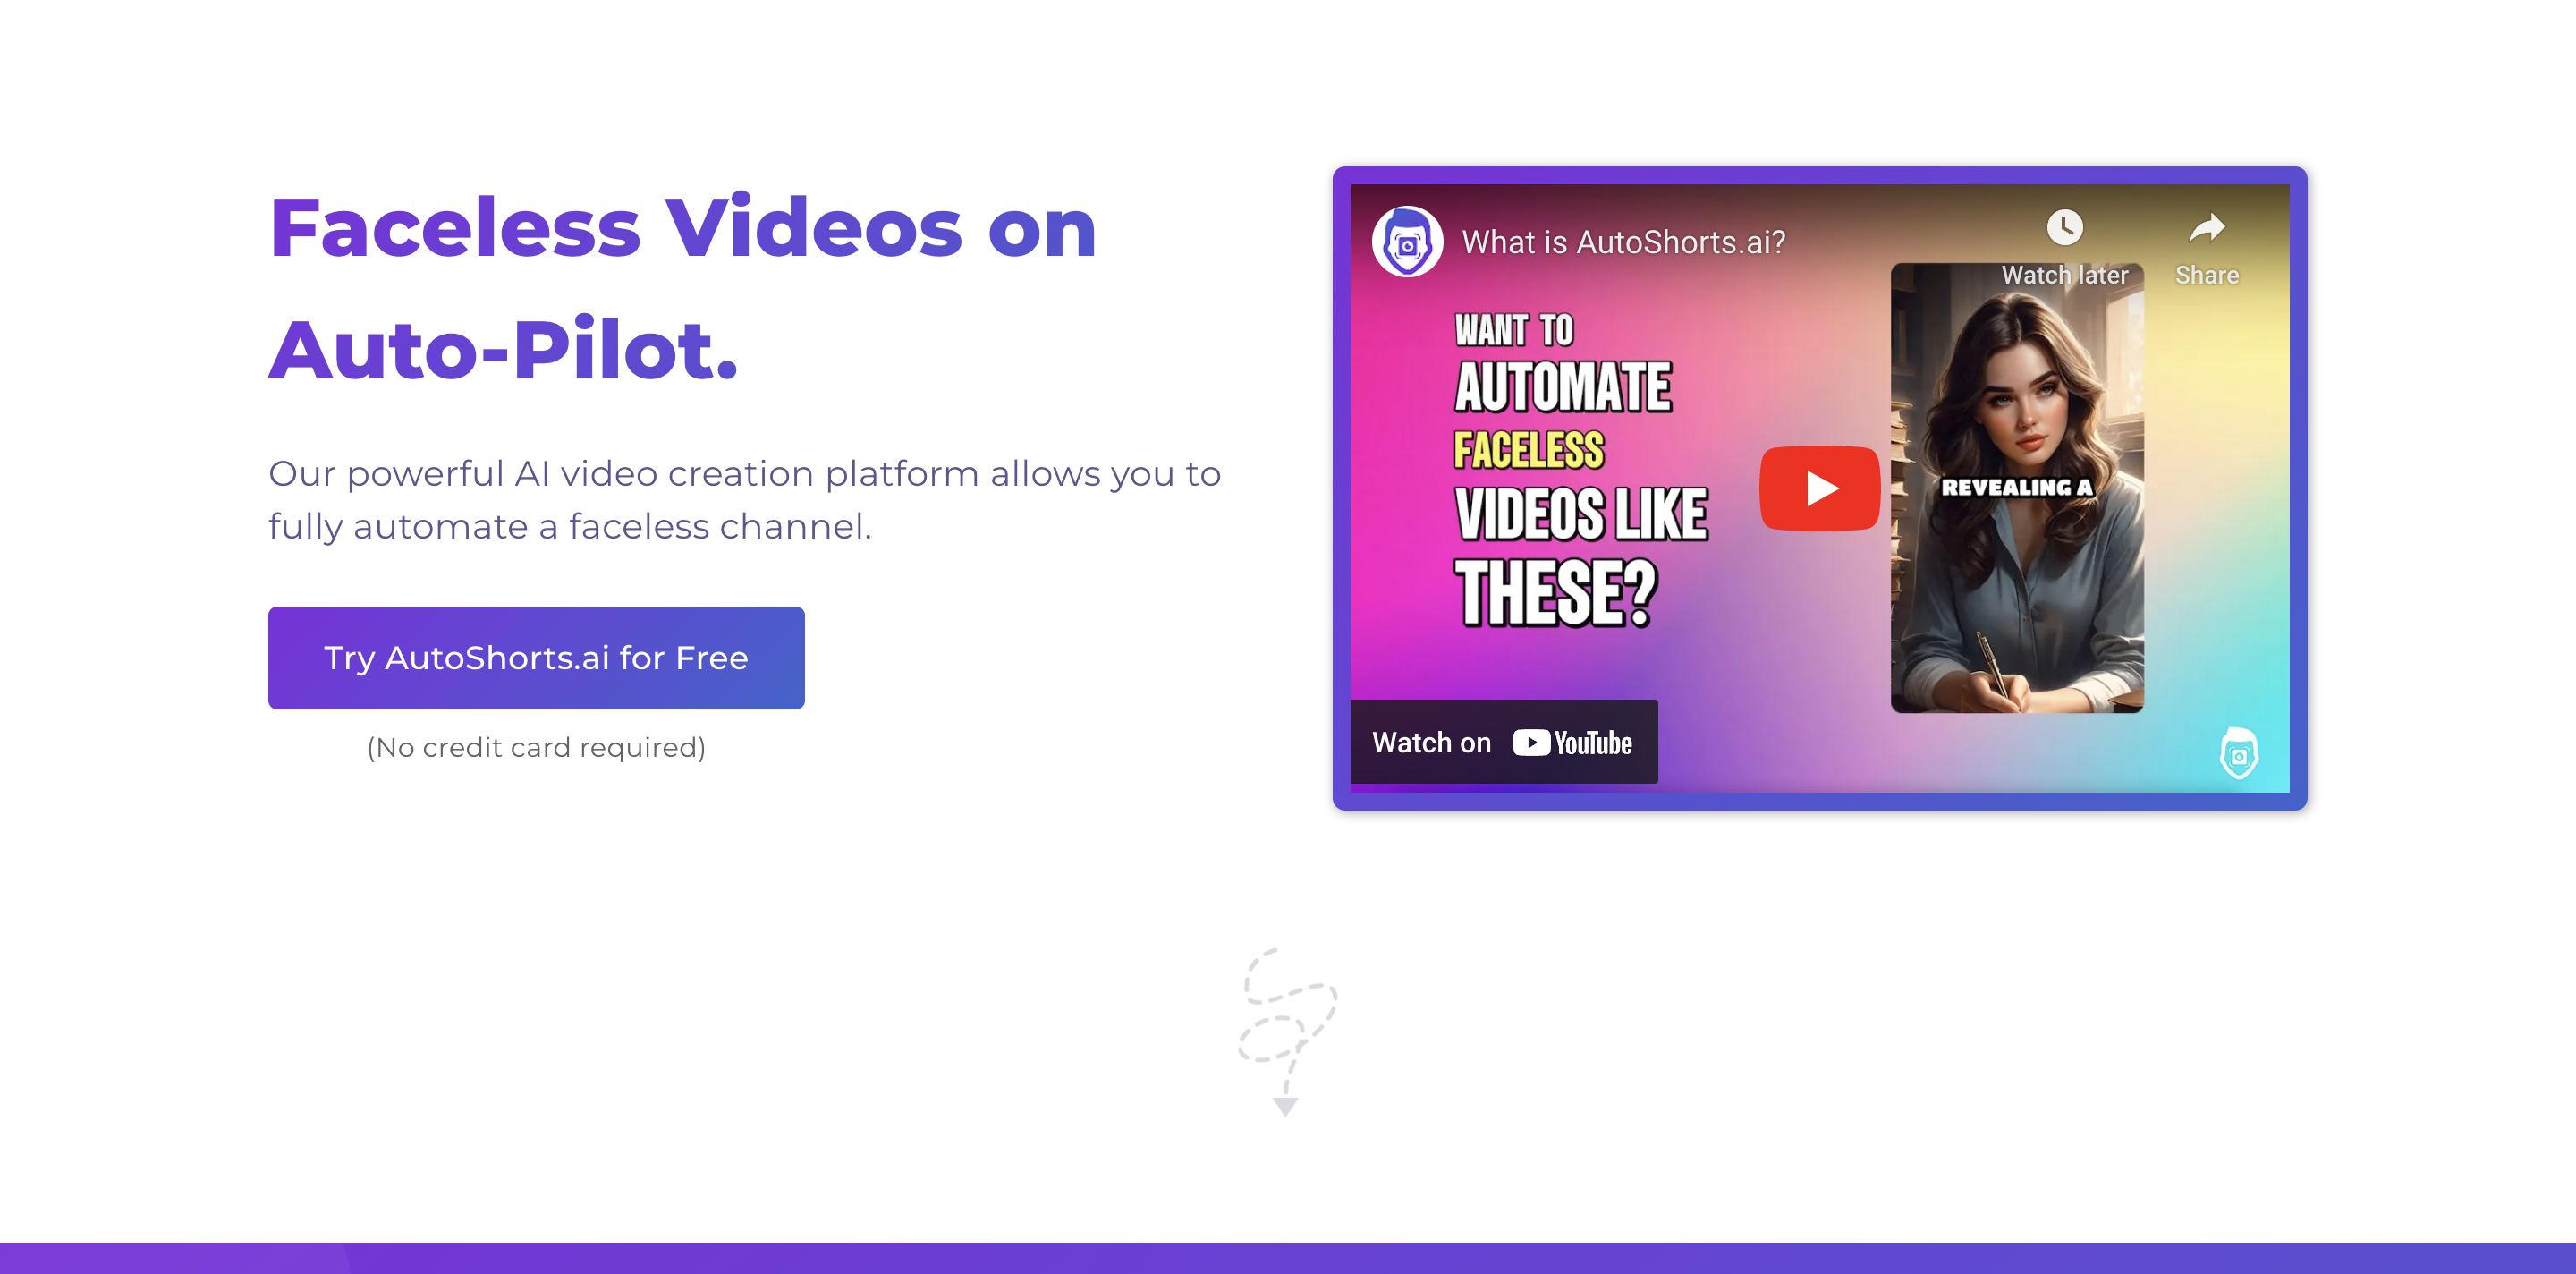 Faceless Videos on
Auto-Pilot.
Our powerful AI video creation platform allows you to
fully automate a faceless channel.
Try AutoShorts.ai for Free
(No credit card required)
What is AutoShorts.ai?
Watch later
Share
WANT TO
AUTOMATE
FACELESS
VIDEOS LIKE
THESE?
REVEALING A
Watch on YouTube